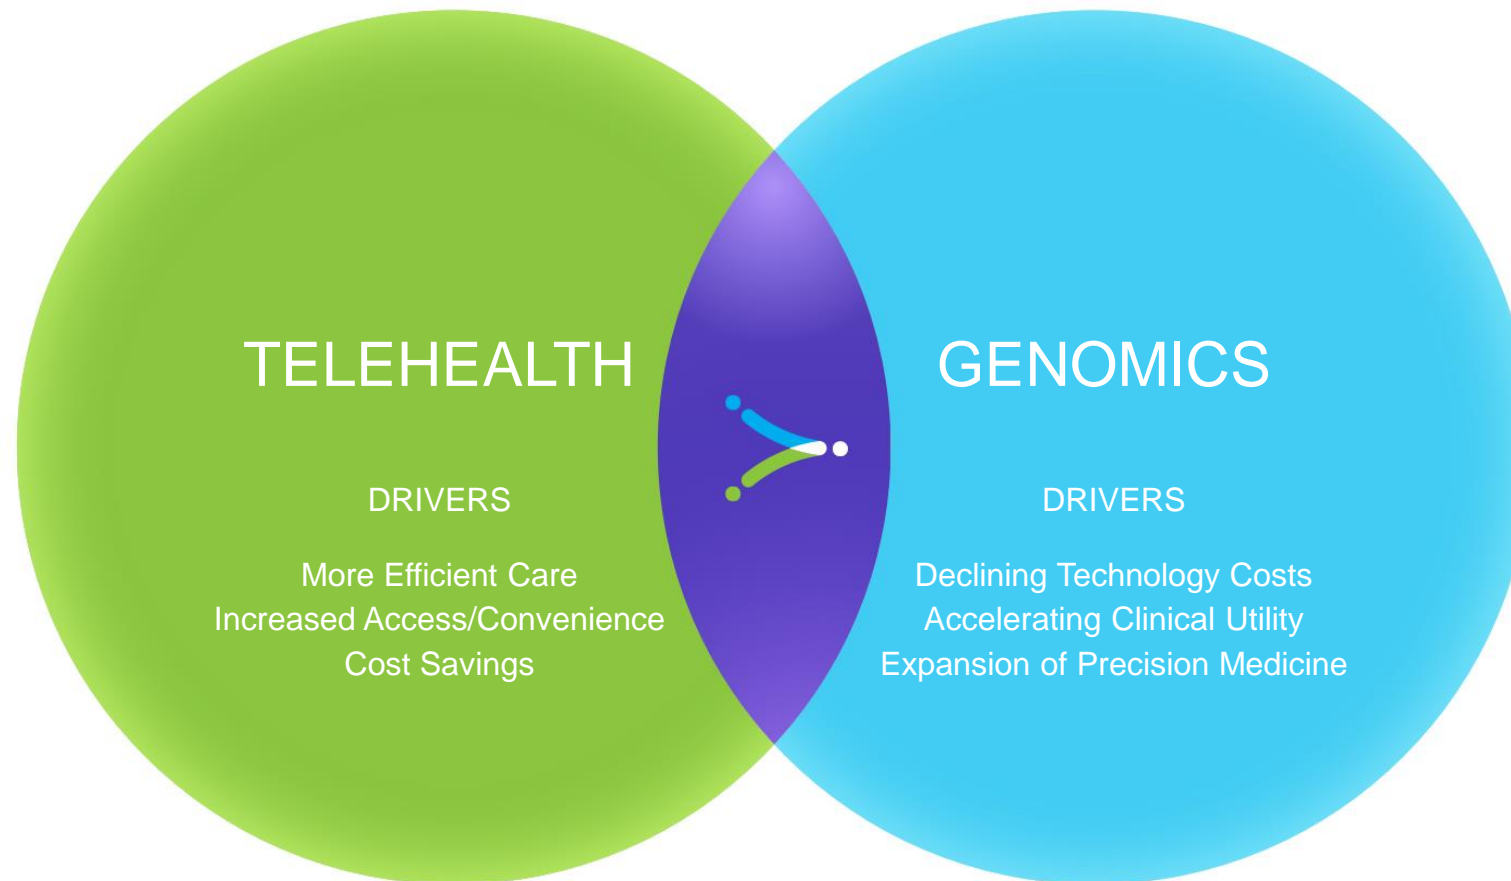 TELEHEALTH
DRIVERS
More Efficient Care
Increased Access/Convenience
Cost Savings
GENOMICS
DRIVERS
Declining Technology Costs
Accelerating Clinical Utility
Expansion of Precision Medicine